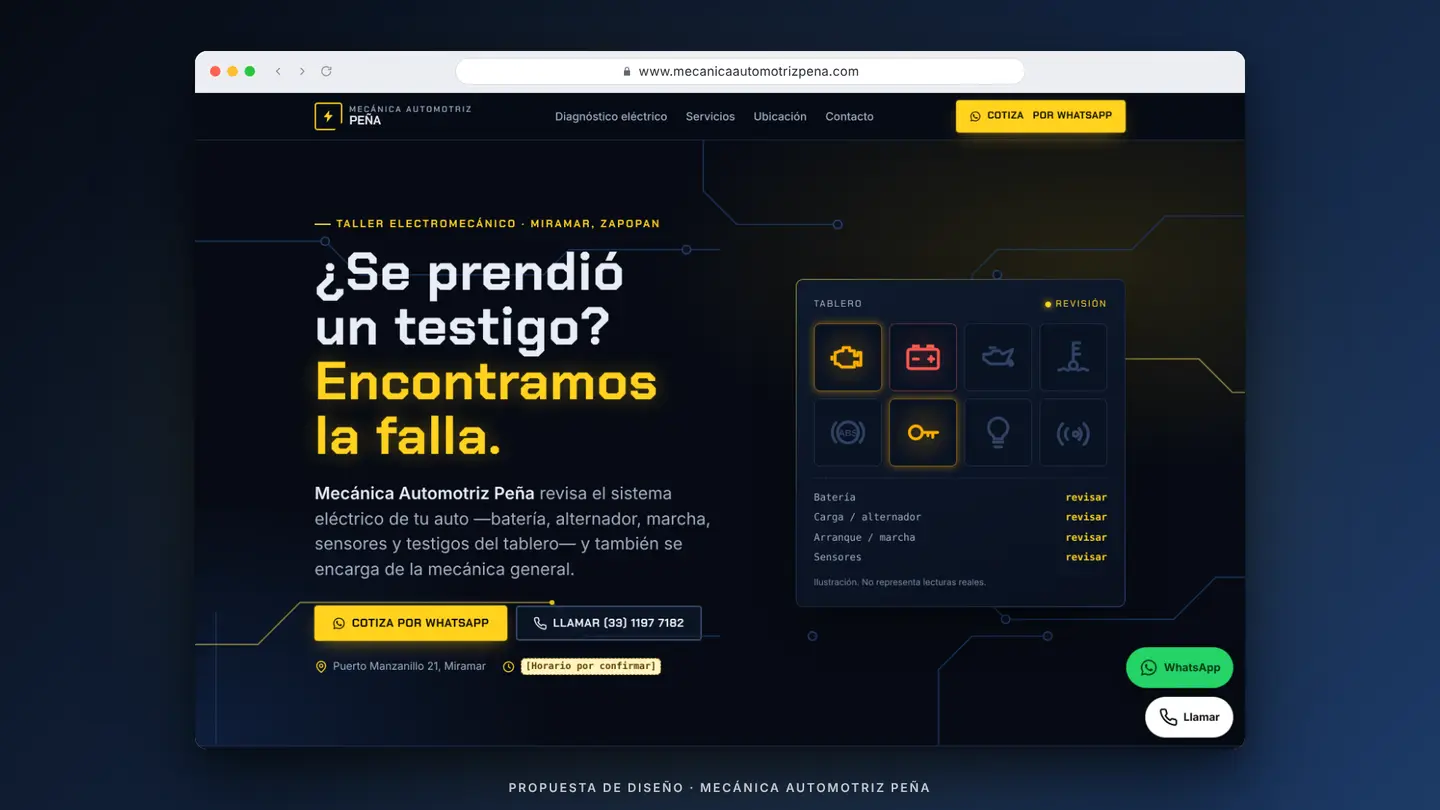 www.mecanicaautomotrizpena.com
MECÁNICA AUTOMOTRIZ
PEÑA
Diagnóstico eléctrico
Servicios
Ubicación
Contacto
COTIZA POR WHATSAPP
TALLER ELECTROMECÁNICO · MIRAMAR, ZAPOPAN
¿Se prendió
un testigo?
Encontramos
la falla.
Mecánica Automotriz Peña revisa el sistema
eléctrico de tu auto —batería, alternador, marcha,
sensores y testigos del tablero— y también se
encarga de la mecánica general.
COTIZA POR WHATSAPP
LLAMAR (33) 1197 7182
Puerto Manzanillo 21, Miramar
[Horario por confirmar]
TABLERO
REVISIÓN
ABS
Batería revisar
Carga / alternador revisar
Arranque / marcha revisar
Sensores revisar
Ilustración. No representa lecturas reales.
WhatsApp
Llamar
PROPUESTA DE DISEÑO · MECÁNICA AUTOMOTRIZ PEÑA